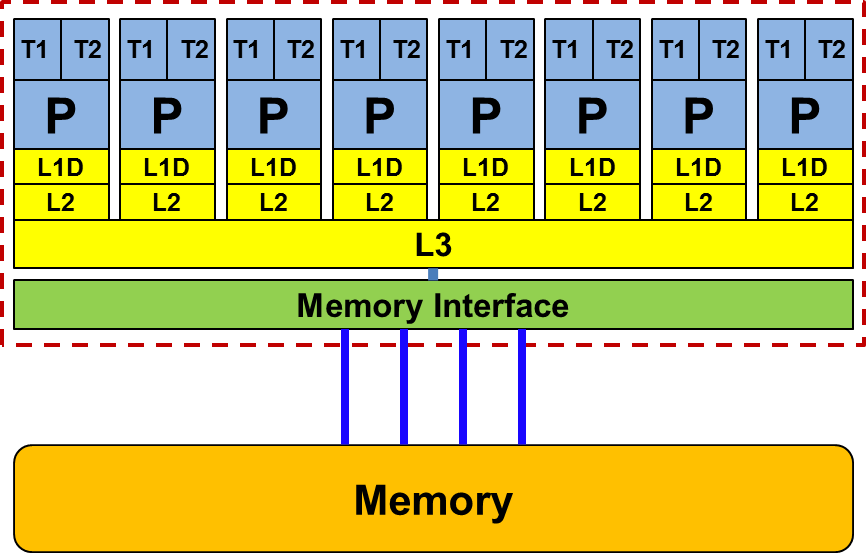 T1 T2 T1 T2 T1 T2 T1 T2 T1 T2 T1 T2 T1 T2 T1 T2
P P P P P P P P
L1D L1D L1D L1D L1D L1D L1D L1D
L2 L2 L2 L2 L2 L2 L2 L2
L3
Memory Interface
Memory